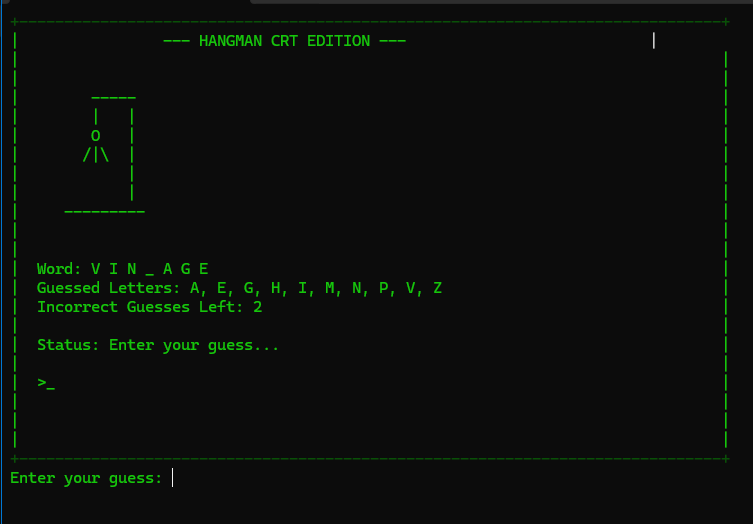 --- HANGMAN CRT EDITION ---
O
/|\
Word: V I N _ A G E
Guessed Letters: A, E, G, H, I, M, N, P, V, Z
Incorrect Guesses Left: 2
Status: Enter your guess...
>_
Enter your guess: